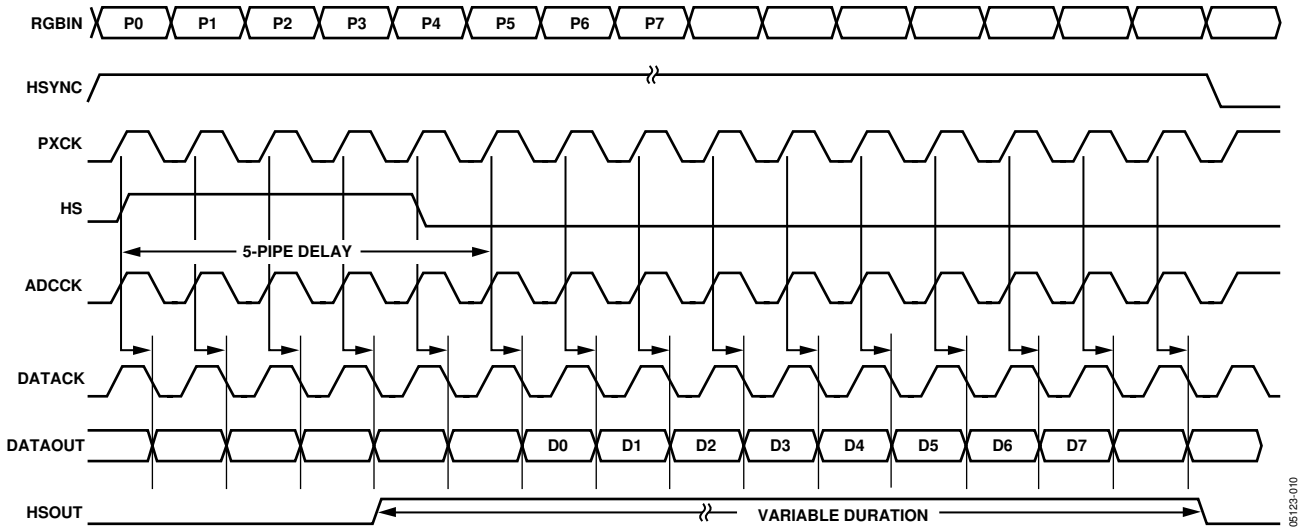 RGBIN P0 P1 P2 P3 P4 P5 P6 P7
HSYNC
PXCK
HS
5-PIPE DELAY
ADCCK
DATACK
DATAOUT D0 D1 D2 D3 D4 D5 D6 D7
HSOUT VARIABLE DURATION
05123-010